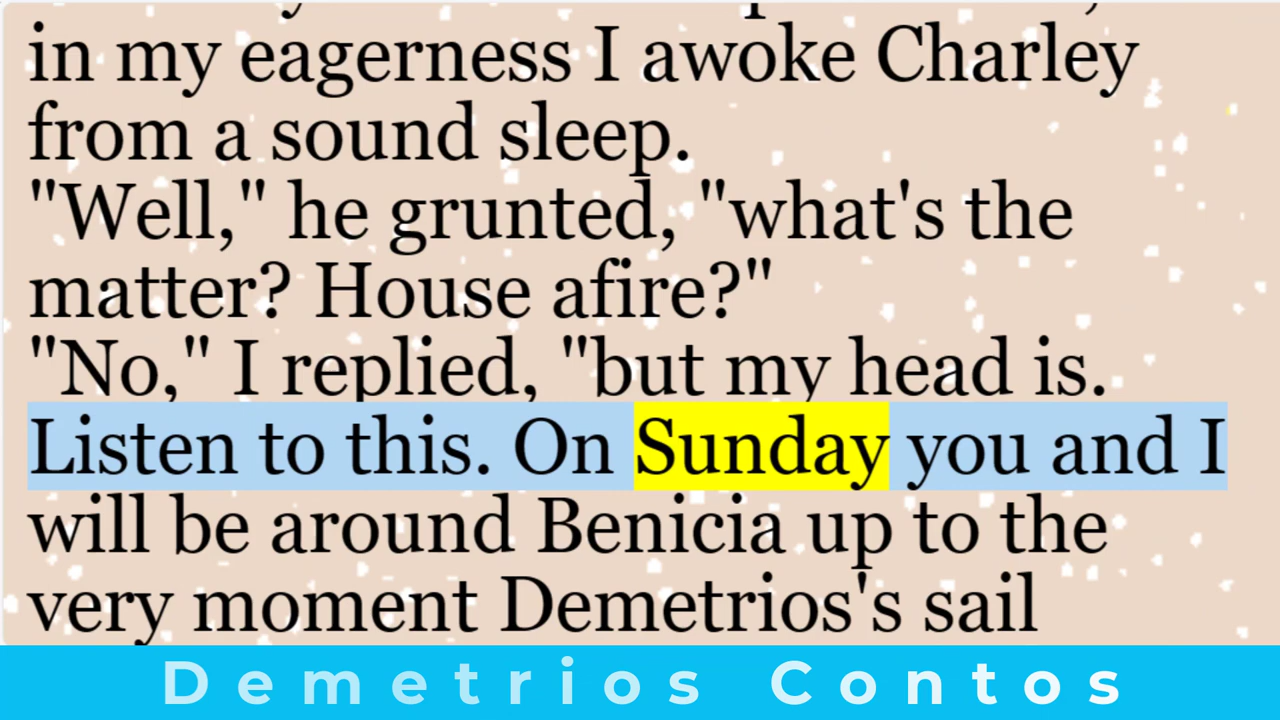 in my eagerness I awoke Charley
from a sound sleep.
"Well," he grunted, "what's the
matter? House afire?"
"No," I replied, "but my head is.
Listen to this. On Sunday you and I
will be around Benicia up to the
very moment Demetrios's sail
Demetrios Contos